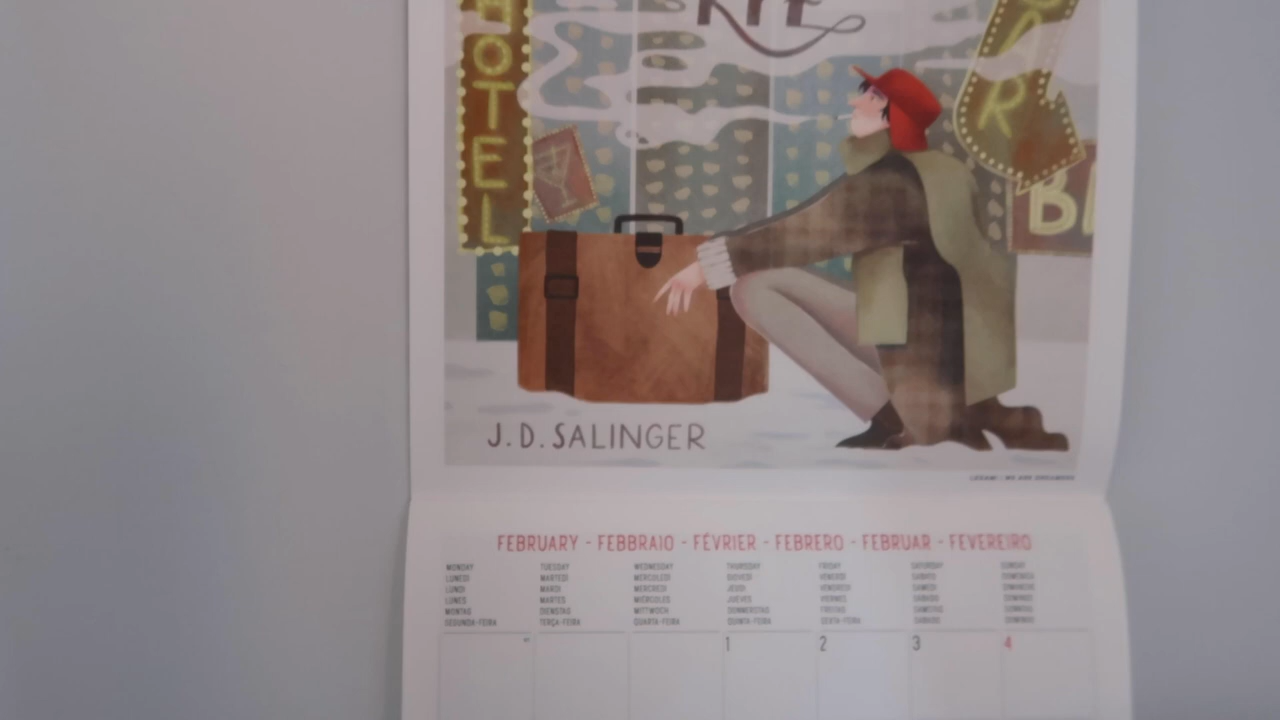 RYE
HOTEL
BAR
J.D. SALINGER
FEBRUARY - FEBBRAIO - FÉVRIER - FEBRERO - FEBRUAR - FEVEREIRO
MONDAY TUESDAY WEDNESDAY THURSDAY FRIDAY SATURDAY SUNDAY
LUNEDÌ MARTEDÌ MERCOLEDÌ GIOVEDÌ VENERDÌ SABATO DOMENICA
LUNDI MARDI MERCREDI JEUDI VENDREDI SAMEDI DIMANCHE
LUNES MARTES MIÉRCOLES JUEVES VIERNES SÁBADO DOMINGO
MONTAG DIENSTAG MITTWOCH DONNERSTAG FREITAG SAMSTAG SONNTAG
SEGUNDA-FEIRA TERÇA-FEIRA QUARTA-FEIRA QUINTA-FEIRA SEXTA-FEIRA SÁBADO DOMINGO
1 2 3 4